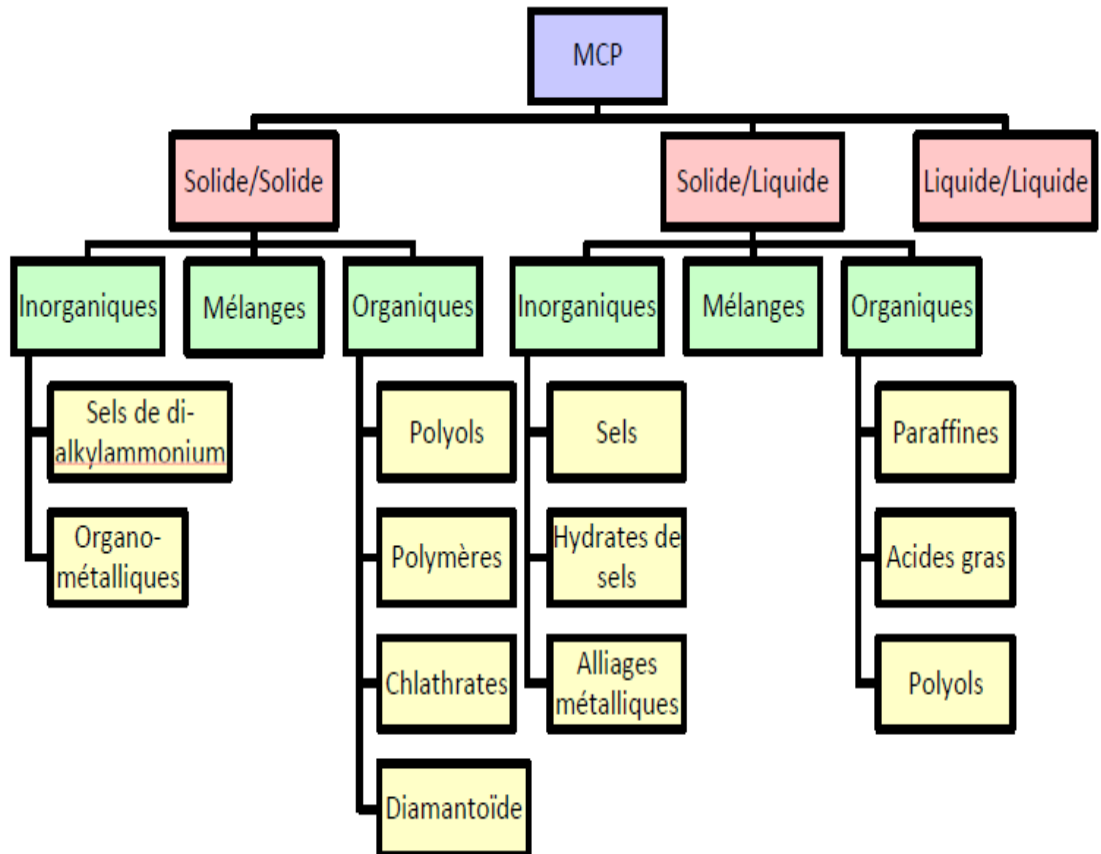 MCP
Solide/Solide
Solide/Liquide
Liquide/Liquide
Inorganiques
Mélanges
Organiques
Inorganiques
Mélanges
Organiques
Sels de di-
alkylammonium
Organo-
métalliques
Polyols
Polymères
Chlathrates
Diamantoïde
Sels
Hydrates de
sels
Alliages
métalliques
Paraffines
Acides gras
Polyols